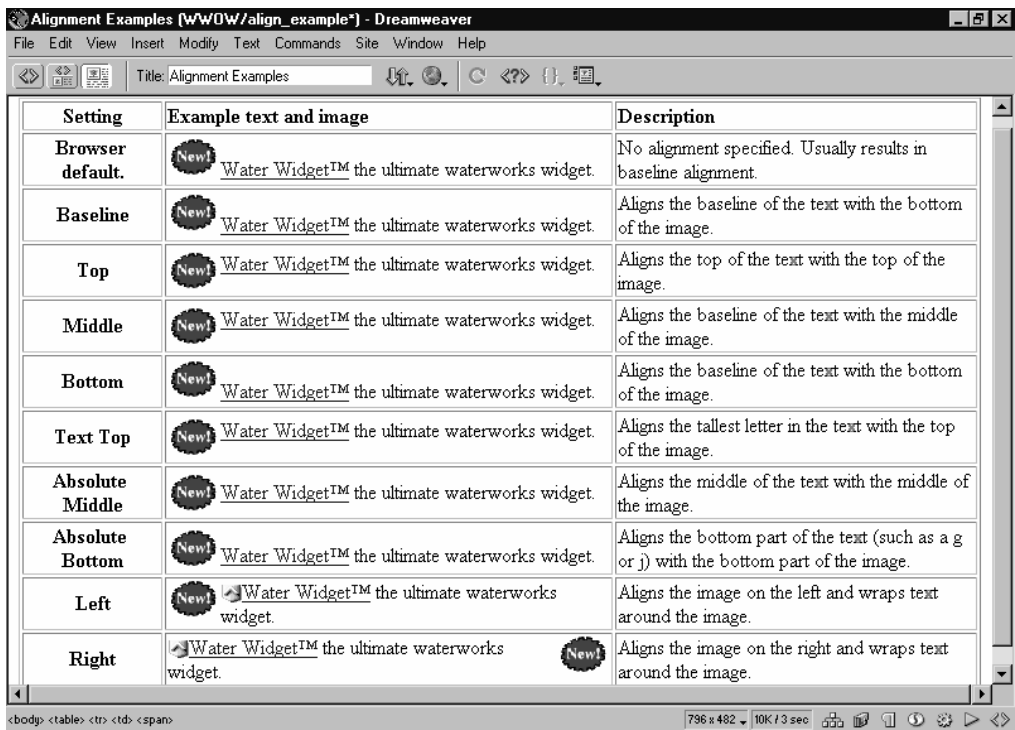 Alignment Examples (WWOW/align_example*) - Dreamweaver
File Edit View Insert Modify Text Commands Site Window Help
Title: Alignment Examples
Setting Example text and image Description
Browser default.
New! Water Widget™ the ultimate waterworks widget.
No alignment specified. Usually results in
baseline alignment.
Baseline
New! Water Widget™ the ultimate waterworks widget.
Aligns the baseline of the text with the bottom
of the image.
Top
New! Water Widget™ the ultimate waterworks widget.
Aligns the top of the text with the top of the
image.
Middle
New! Water Widget™ the ultimate waterworks widget.
Aligns the baseline of the text with the middle
of the image.
Bottom
New! Water Widget™ the ultimate waterworks widget.
Aligns the baseline of the text with the bottom
of the image.
Text Top
New! Water Widget™ the ultimate waterworks widget.
Aligns the tallest letter in the text with the top
of the image.
Absolute
Middle
New! Water Widget™ the ultimate waterworks widget.
Aligns the middle of the text with the middle of
the image.
Absolute
Bottom
New! Water Widget™ the ultimate waterworks widget.
Aligns the bottom part of the text (such as a g
or j) with the bottom part of the image.
Left
New! Water Widget™ the ultimate waterworks
widget.
Aligns the image on the left and wraps text
around the image.
Right
Water Widget™ the ultimate waterworks New!
widget.
Aligns the image on the right and wraps text
around the image.
<body> <table> <tr> <td> <span> 796 x 482 10K / 3 sec